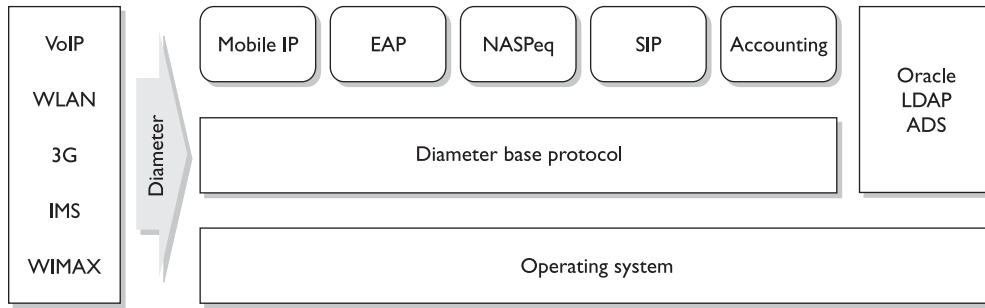 VoIP
WLAN
3G
IMS
WIMAX
Diameter
Mobile IP
EAP
NASPeq
SIP
Accounting
Diameter base protocol
Oracle
LDAP
ADS
Operating system